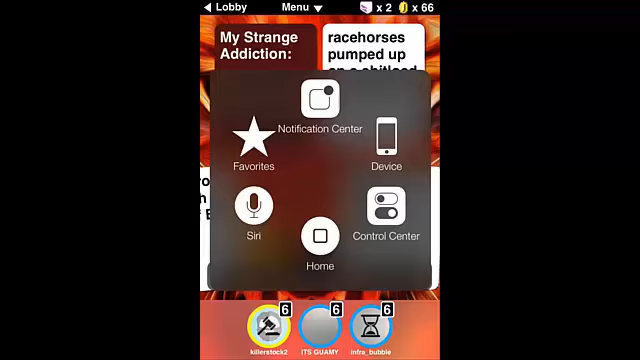 Lobby Menu x 2 x 66
My Strange
Addiction:
racehorses
pumped up
Notification Center
Favorites
Device
Siri
Control Center
Home
6
6
6
killerstock2
ITS GUAMY
infra_bubble